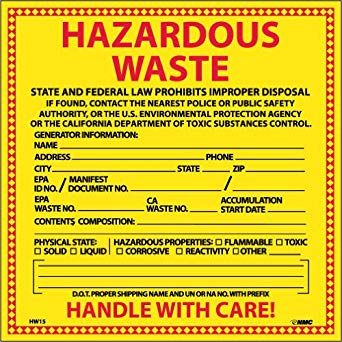 HAZARDOUS
WASTE
STATE AND FEDERAL LAW PROHIBITS IMPROPER DISPOSAL
IF FOUND, CONTACT THE NEAREST POLICE OR PUBLIC SAFETY
AUTHORITY, OR THE U.S. ENVIRONMENTAL PROTECTION AGENCY
OR THE CALIFORNIA DEPARTMENT OF TOXIC SUBSTANCES CONTROL.
GENERATOR INFORMATION:
NAME
ADDRESS PHONE
CITY STATE ZIP
EPA ID NO. / MANIFEST DOCUMENT NO. /
EPA WASTE NO. CA WASTE NO. ACCUMULATION START DATE
CONTENTS COMPOSITION:
PHYSICAL STATE: HAZARDOUS PROPERTIES: □ FLAMMABLE □ TOXIC
□ SOLID □ LIQUID □ CORROSIVE □ REACTIVITY □ OTHER
D.O.T. PROPER SHIPPING NAME AND UN OR NA NO. WITH PREFIX
HANDLE WITH CARE!
HW15 NMC